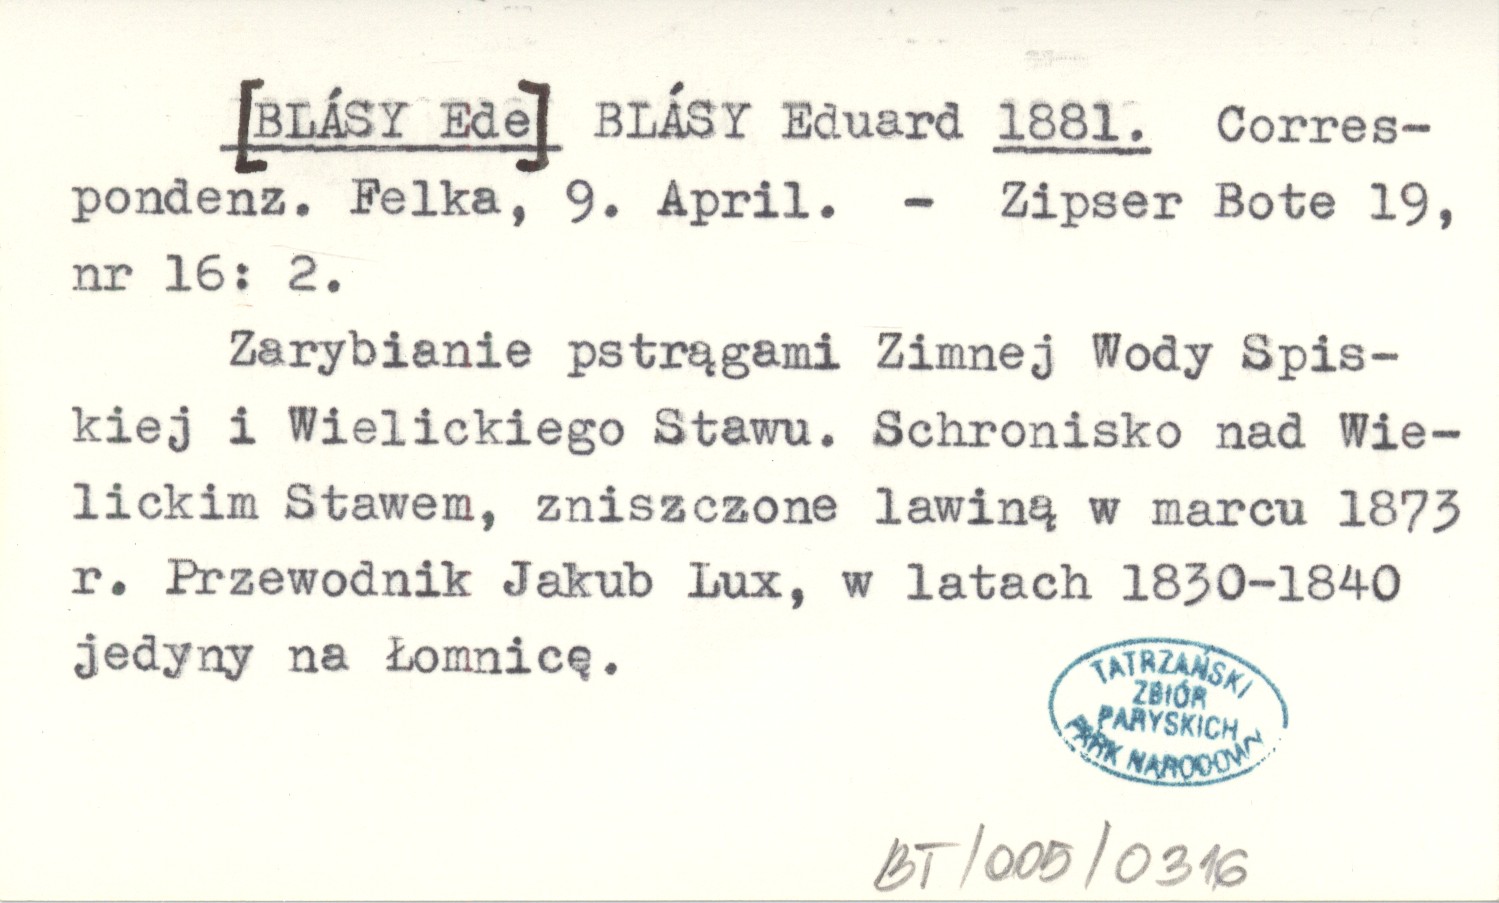 [BLÁSY Ede] BLÁSY Eduard 1881. Corres-
pondenz. Felka, 9. April. - Zipser Bote 19,
nr 16: 2.
Zarybianie pstrągami Zimnej Wody Spis-
kiej i Wielickiego Stawu. Schronisko nad Wie-
lickim Stawem, zniszczone lawiną w marcu 1873
r. Przewodnik Jakub Lux, w latach 1830-1840
jedyny na Łomnicę.
TATRZAŃSKI
ZBIÓR
PARYSKICH
PARK NARODOWY
BT/005/0316